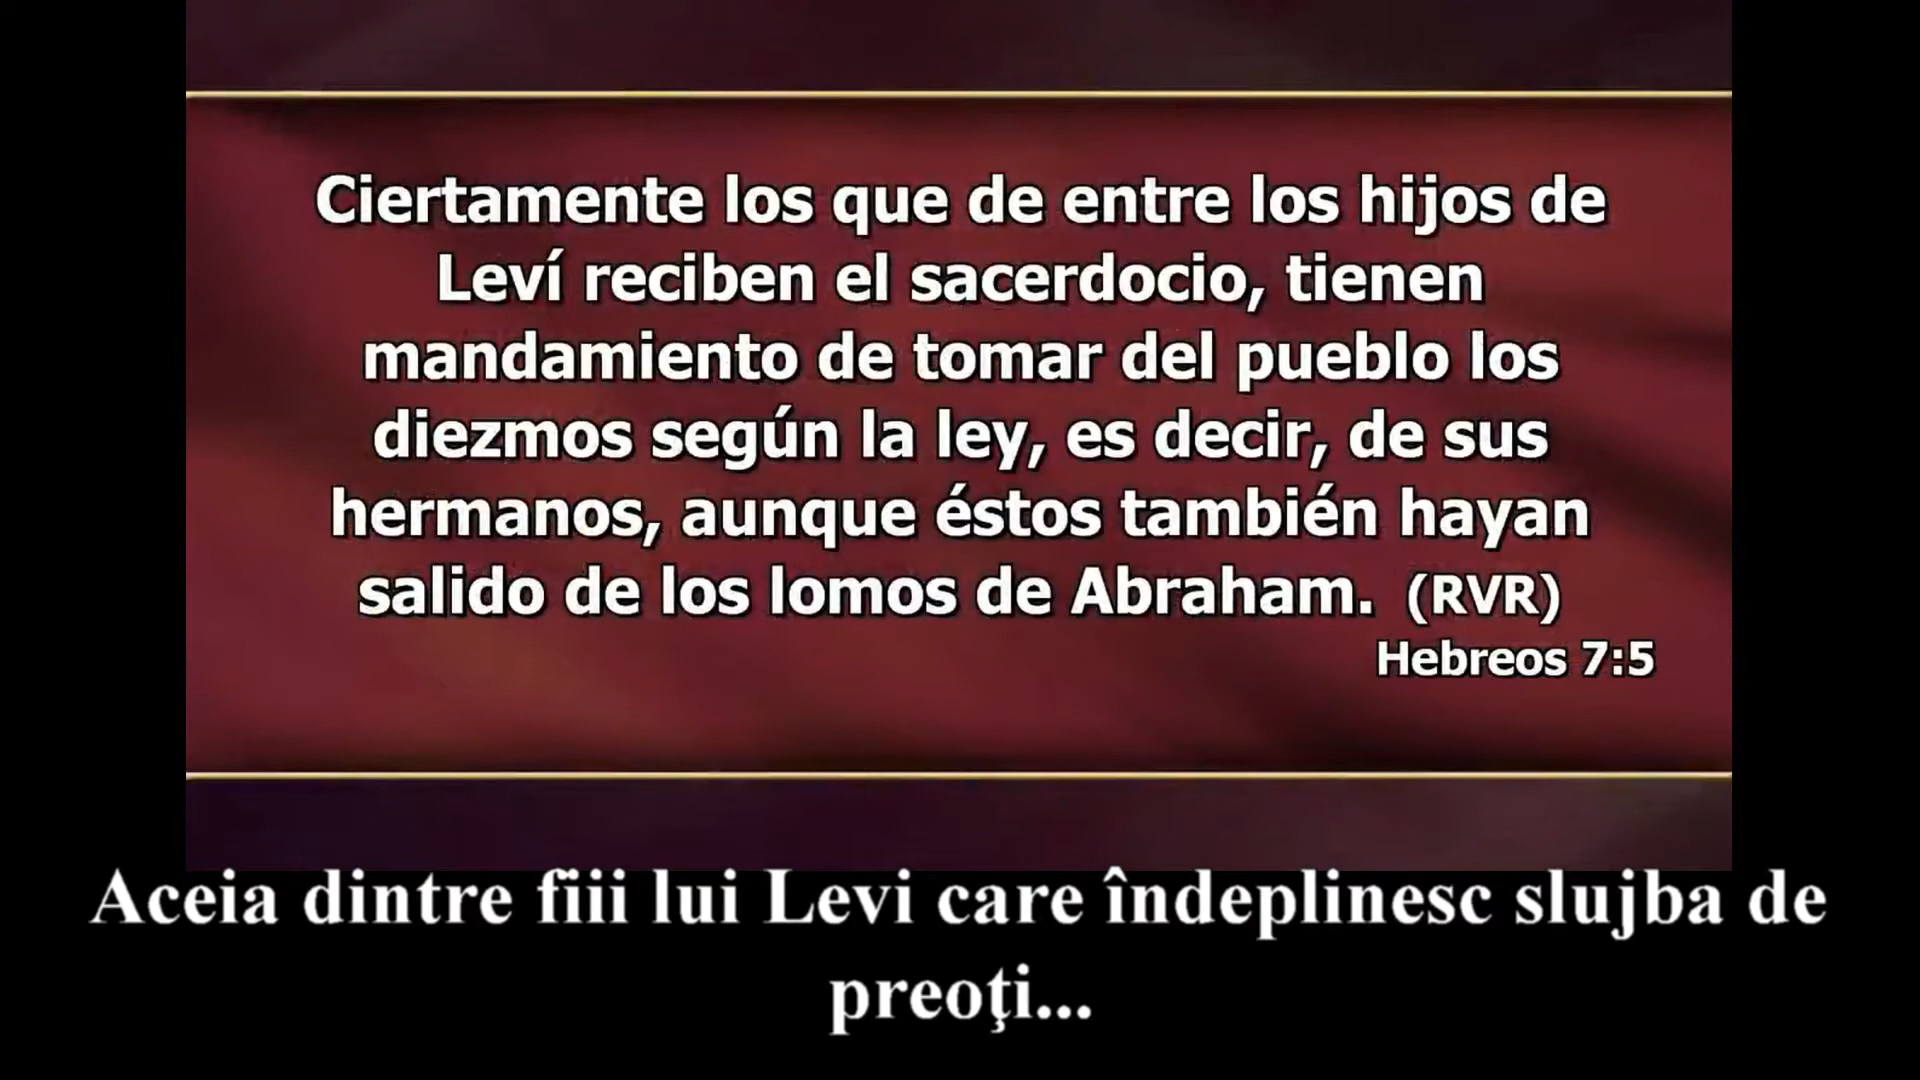 Ciertamente los que de entre los hijos de
Leví reciben el sacerdocio, tienen
mandamiento de tomar del pueblo los
diezmos según la ley, es decir, de sus
hermanos, aunque éstos también hayan
salido de los lomos de Abraham. (RVR)
Hebreos 7:5
Aceia dintre fiii lui Levi care îndeplinesc slujba de
preoţi...